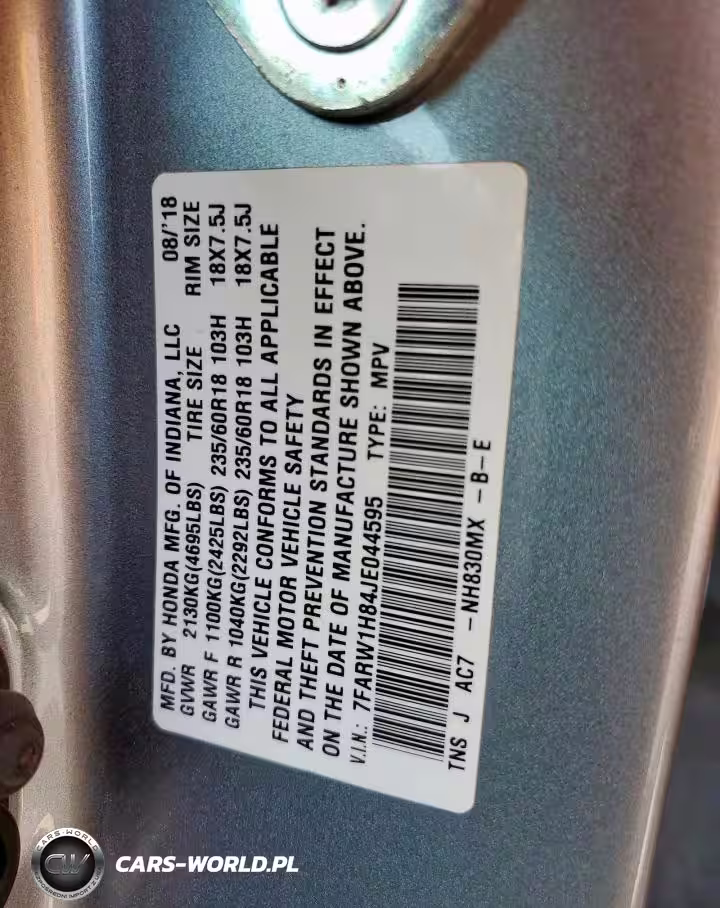 MFD. BY HONDA MFG. OF INDIANA, LLC 08/'18
GVWR 2130KG(4695LBS) TIRE SIZE RIM SIZE
GAWR F 1100KG(2425LBS) 235/60R18 103H 18X7.5J
GAWR R 1040KG(2292LBS) 235/60R18 103H 18X7.5J
THIS VEHICLE CONFORMS TO ALL APPLICABLE
FEDERAL MOTOR VEHICLE SAFETY
AND THEFT PREVENTION STANDARDS IN EFFECT
ON THE DATE OF MANUFACTURE SHOWN ABOVE.
V.I.N.: 7FARW1H84JE044595 TYPE: MPV
TNS J AC7 -NH830MX -B-E
CARS-WORLD
CW
CARS-WORLD.PL